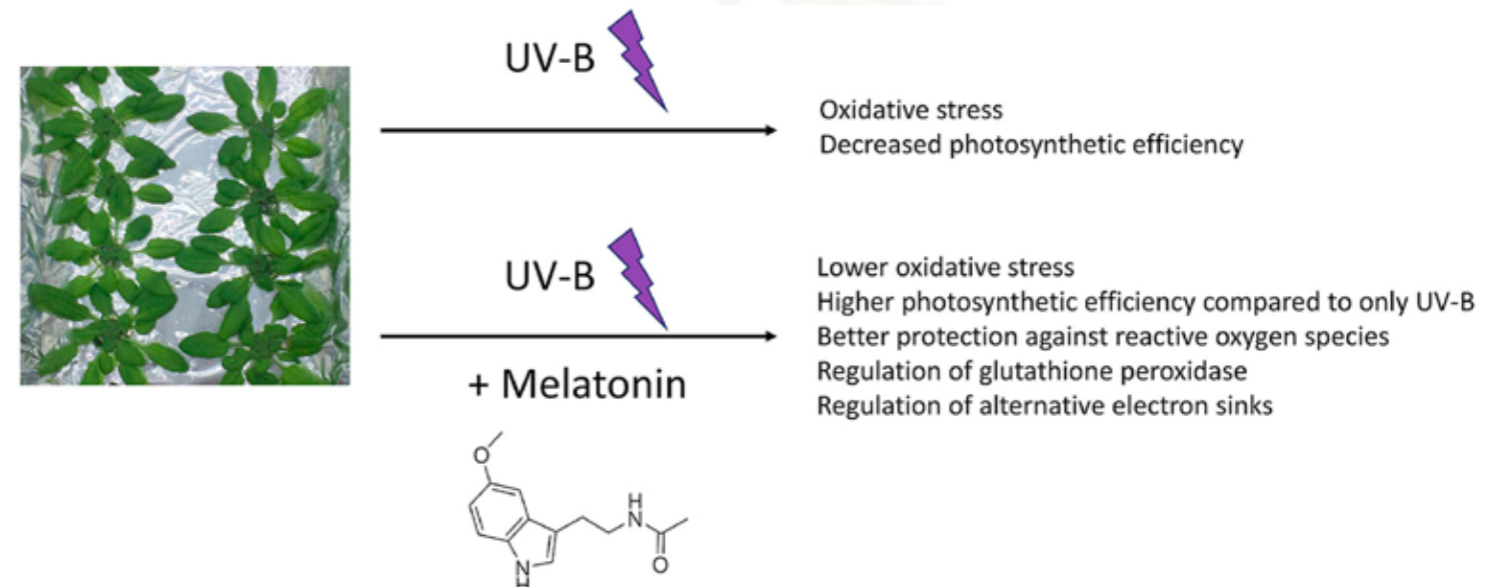 UV-B
Oxidative stress
Decreased photosynthetic efficiency
UV-B
+ Melatonin
Lower oxidative stress
Higher photosynthetic efficiency compared to only UV-B
Better protection against reactive oxygen species
Regulation of glutathione peroxidase
Regulation of alternative electron sinks
O
H
N
O
N
H